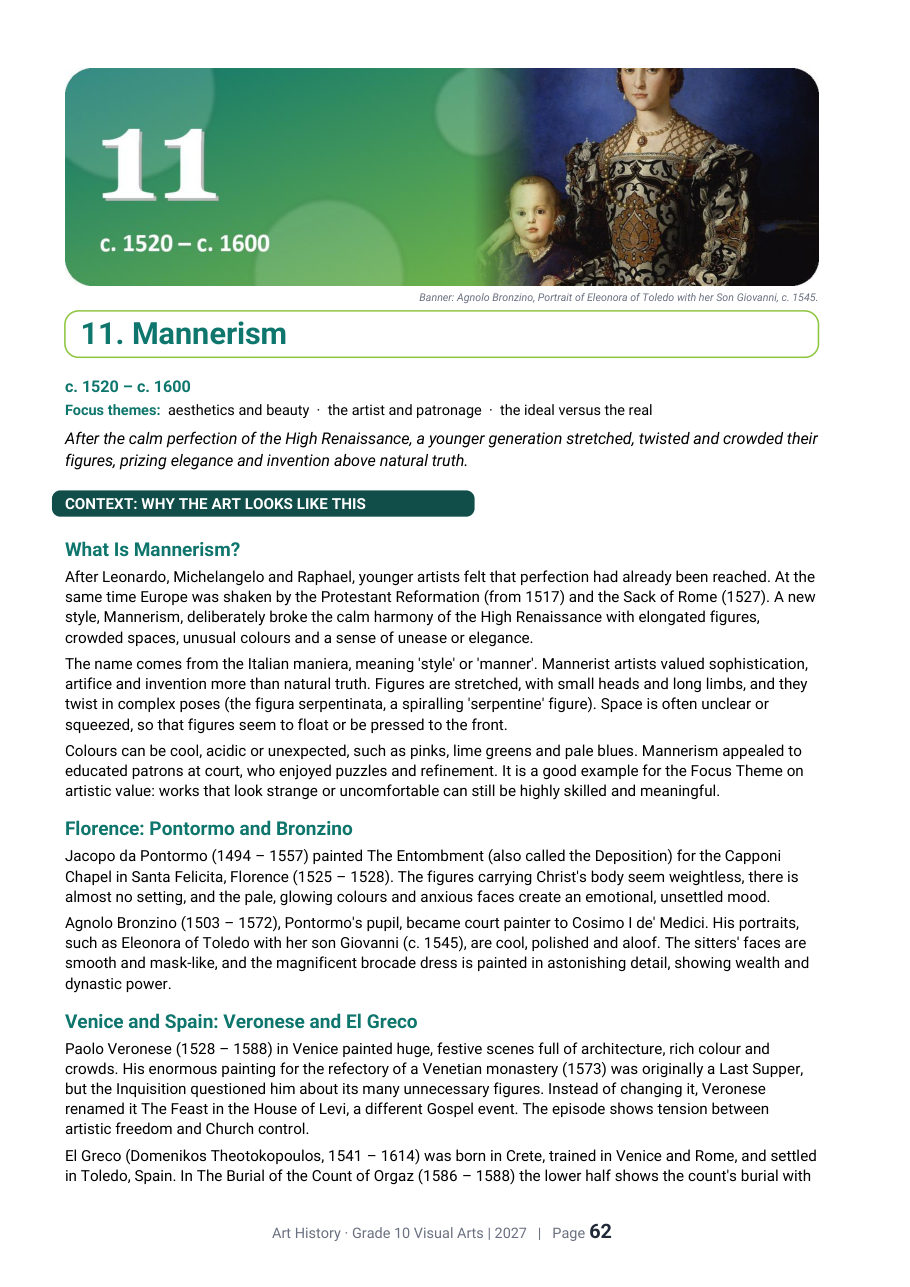 11
c. 1520 – c. 1600
Banner: Agnolo Bronzino, Portrait of Eleonora of Toledo with her Son Giovanni, c. 1545.
11. Mannerism
c. 1520 – c. 1600
Focus themes: aesthetics and beauty · the artist and patronage · the ideal versus the real
After the calm perfection of the High Renaissance, a younger generation stretched, twisted and crowded their
figures, prizing elegance and invention above natural truth.
CONTEXT: WHY THE ART LOOKS LIKE THIS
What Is Mannerism?
After Leonardo, Michelangelo and Raphael, younger artists felt that perfection had already been reached. At the
same time Europe was shaken by the Protestant Reformation (from 1517) and the Sack of Rome (1527). A new
style, Mannerism, deliberately broke the calm harmony of the High Renaissance with elongated figures,
crowded spaces, unusual colours and a sense of unease or elegance.
The name comes from the Italian maniera, meaning 'style' or 'manner'. Mannerist artists valued sophistication,
artifice and invention more than natural truth. Figures are stretched, with small heads and long limbs, and they
twist in complex poses (the figura serpentinata, a spiralling 'serpentine' figure). Space is often unclear or
squeezed, so that figures seem to float or be pressed to the front.
Colours can be cool, acidic or unexpected, such as pinks, lime greens and pale blues. Mannerism appealed to
educated patrons at court, who enjoyed puzzles and refinement. It is a good example for the Focus Theme on
artistic value: works that look strange or uncomfortable can still be highly skilled and meaningful.
Florence: Pontormo and Bronzino
Jacopo da Pontormo (1494 – 1557) painted The Entombment (also called the Deposition) for the Capponi
Chapel in Santa Felicita, Florence (1525 – 1528). The figures carrying Christ's body seem weightless, there is
almost no setting, and the pale, glowing colours and anxious faces create an emotional, unsettled mood.
Agnolo Bronzino (1503 – 1572), Pontormo's pupil, became court painter to Cosimo I de' Medici. His portraits,
such as Eleonora of Toledo with her son Giovanni (c. 1545), are cool, polished and aloof. The sitters' faces are
smooth and mask-like, and the magnificent brocade dress is painted in astonishing detail, showing wealth and
dynastic power.
Venice and Spain: Veronese and El Greco
Paolo Veronese (1528 – 1588) in Venice painted huge, festive scenes full of architecture, rich colour and
crowds. His enormous painting for the refectory of a Venetian monastery (1573) was originally a Last Supper,
but the Inquisition questioned him about its many unnecessary figures. Instead of changing it, Veronese
renamed it The Feast in the House of Levi, a different Gospel event. The episode shows tension between
artistic freedom and Church control.
El Greco (Domenikos Theotokopoulos, 1541 – 1614) was born in Crete, trained in Venice and Rome, and settled
in Toledo, Spain. In The Burial of the Count of Orgaz (1586 – 1588) the lower half shows the count's burial with
Art History · Grade 10 Visual Arts | 2027 | Page 62